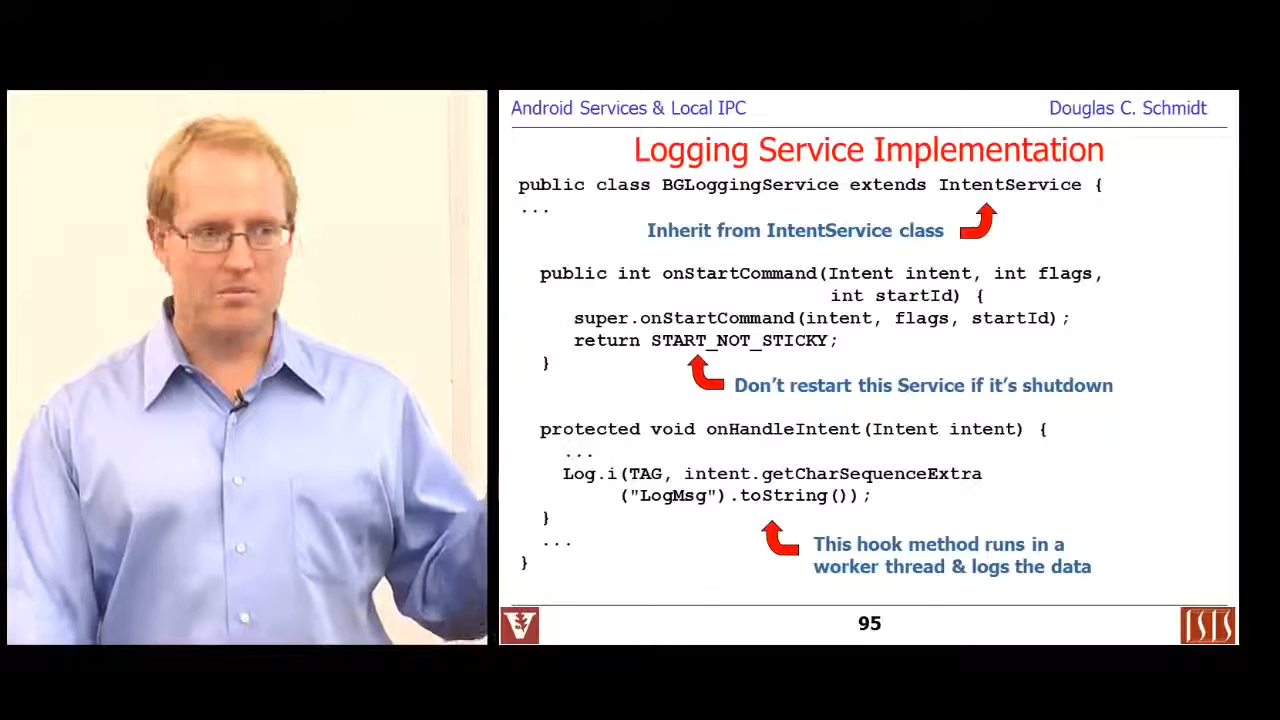 Android Services & Local IPC
Douglas C. Schmidt
Logging Service Implementation
public class BGLoggingService extends IntentService {
...
Inherit from IntentService class
public int onStartCommand(Intent intent, int flags,
int startId) {
super.onStartCommand(intent, flags, startId);
return START_NOT_STICKY;
}
Don't restart this Service if it's shutdown
protected void onHandleIntent(Intent intent) {
...
Log.i(TAG, intent.getCharSequenceExtra
("LogMsg").toString());
}
This hook method runs in a
worker thread & logs the data
...
}
V
95
ISIS